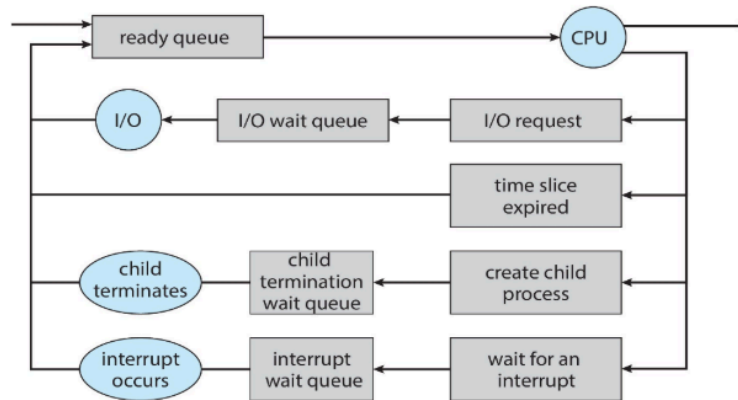 ready queue
CPU
I/O
I/O wait queue
I/O request
time slice
expired
child
terminates
child
termination
wait queue
create child
process
interrupt
occurs
interrupt
wait queue
wait for an
interrupt